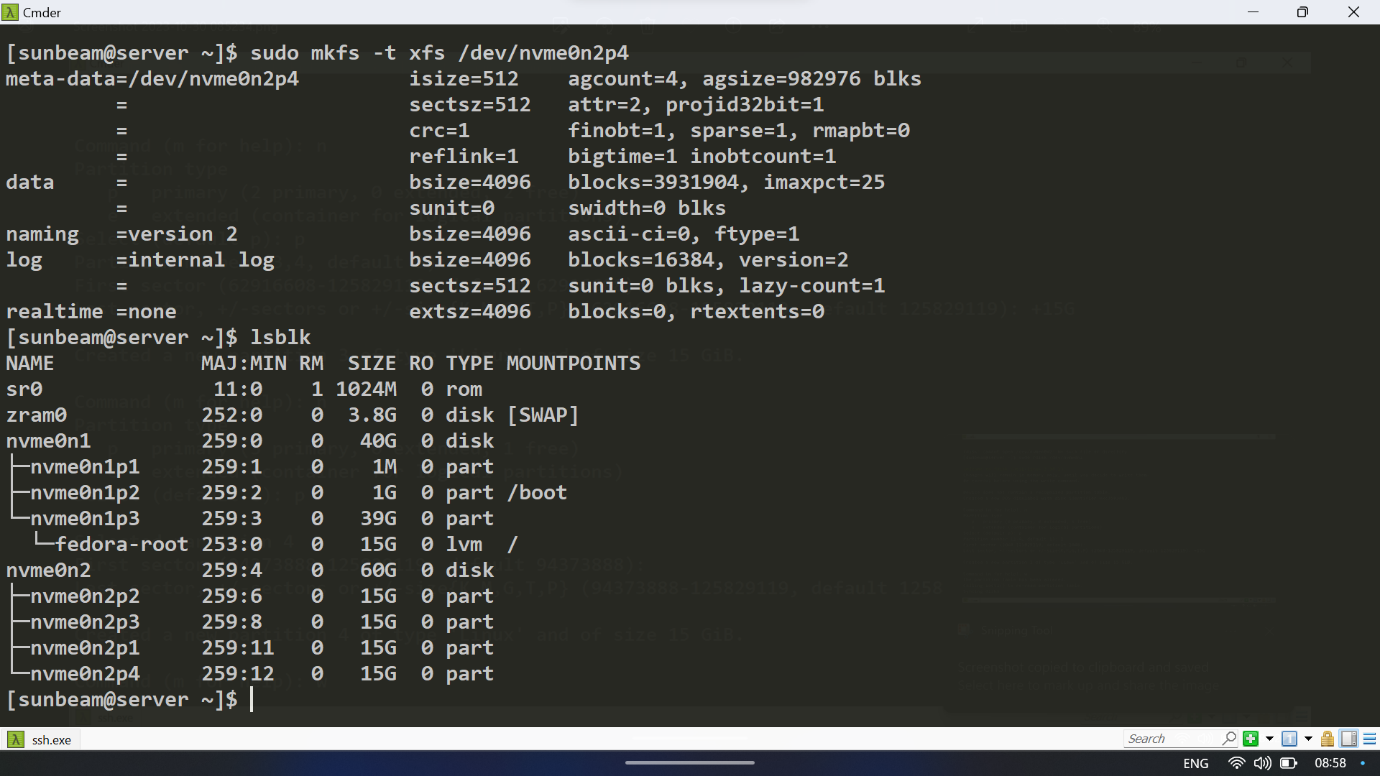 Cmder
[sunbeam@server ~]$ sudo mkfs -t xfs /dev/nvme0n2p4
meta-data=/dev/nvme0n2p4         isize=512    agcount=4, agsize=982976 blks
         =                       sectsz=512   attr=2, projid32bit=1
         =                       crc=1        finobt=1, sparse=1, rmapbt=0
         =                       reflink=1    bigtime=1 inobtcount=1
data     =                       bsize=4096   blocks=3931904, imaxpct=25
         =                       sunit=0      swidth=0 blks
naming   =version 2              bsize=4096   ascii-ci=0, ftype=1
log      =internal log           bsize=4096   blocks=16384, version=2
         =                       sectsz=512   sunit=0 blks, lazy-count=1
realtime =none                   extsz=4096   blocks=0, rtextents=0
[sunbeam@server ~]$ lsblk
NAME            MAJ:MIN RM   SIZE RO TYPE MOUNTPOINTS
sr0              11:0    1 1024M  0 rom
zram0           252:0    0  3.8G  0 disk [SWAP]
nvme0n1         259:0    0   40G  0 disk
├─nvme0n1p1     259:1    0    1M  0 part
├─nvme0n1p2     259:2    0    1G  0 part /boot
└─nvme0n1p3     259:3    0   39G  0 part
  └─fedora-root 253:0    0   15G  0 lvm  /
nvme0n2         259:4    0   60G  0 disk
├─nvme0n2p2     259:6    0   15G  0 part
├─nvme0n2p3     259:8    0   15G  0 part
├─nvme0n2p1     259:11   0   15G  0 part
└─nvme0n2p4     259:12   0   15G  0 part
[sunbeam@server ~]$
λ ssh.exe
Search
ENG 08:58